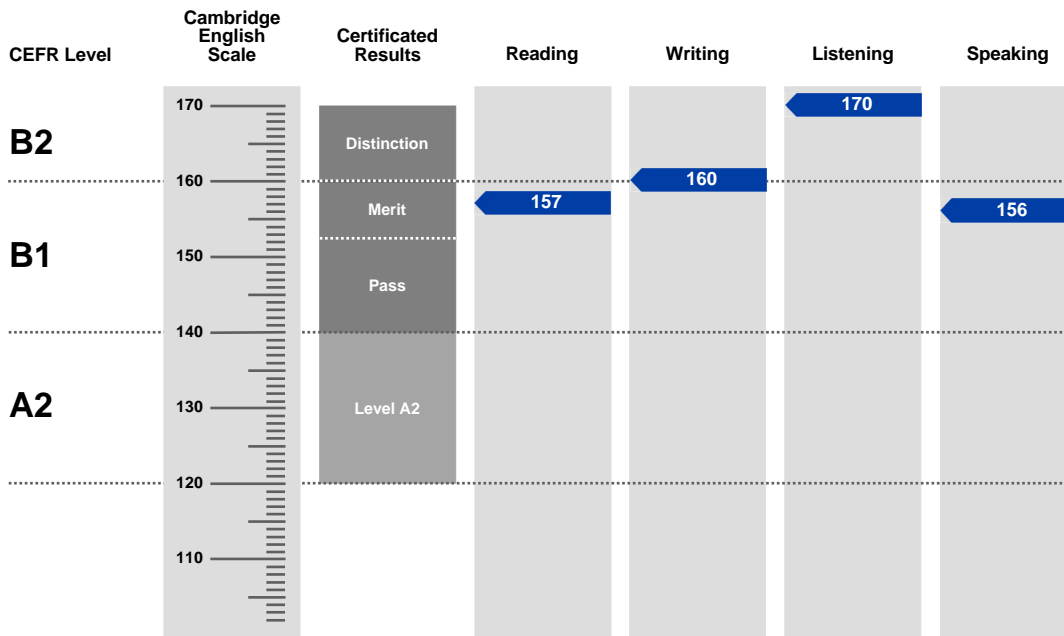 CEFR Level
Cambridge
English
Scale
Certificated
Results
Reading
Writing
Listening
Speaking
170
170
B2
Distinction
160
160
157
Merit
156
B1
150
Pass
140
A2
130
Level A2
120
110